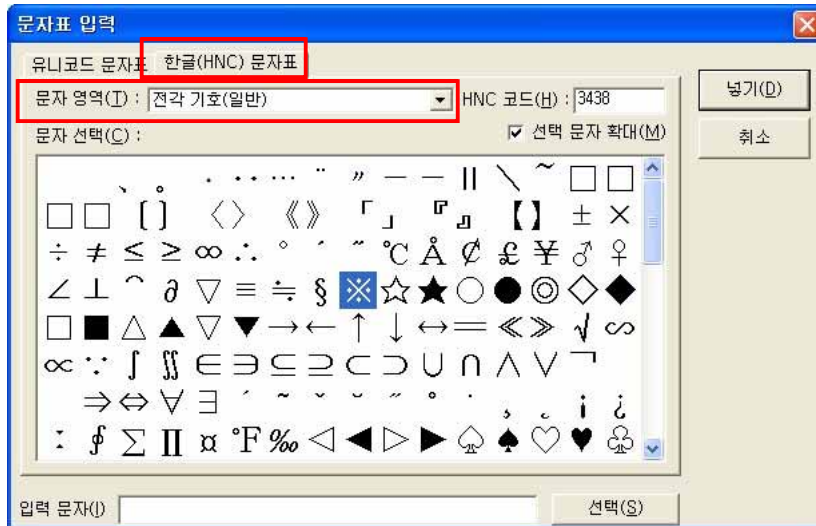 문자표 입력
유니코드 문자표 한글(HNC) 문자표
문자 영역(T) : 전각 기호(일반) HNC 코드(H) : 3438
넣기(D)
문자 선택(C) : 선택 문자 확대(M)
취소
、 。 · ‥ … ¨ 〃 ― ∥ \ ~ □ □
□ □ 〔 〕 〈 〉 《 》 「 」 『 』 【 】 ± ×
÷ ≠ ≤ ≥ ∞ ∴ ° ′ ″ ℃ Å ¢ £ ¥ ♂ ♀
∠ ⊥ ⌒ ∂ ▽ ≡ ≒ § ※ ☆ ★ ○ ● ◎ ◇ ◆
□ ■ △ ▲ ▽ ▼ → ← ↑ ↓ ↔ = ≪ ≫ √ ∽
∝ ∵ ∫ ∬ ∈ ∋ ⊆ ⊇ ⊂ ⊃ ∪ ∩ ∧ ∨ ¬
⇒ ⇔ ∀ ∃ ¡ ¿
: ∮ ∑ ∏ ¤ ℉ ‰ ◁ ◀ ▷ ▶ ♤ ♠ ♡ ♥ ♧
입력 문자(I) 선택(S)